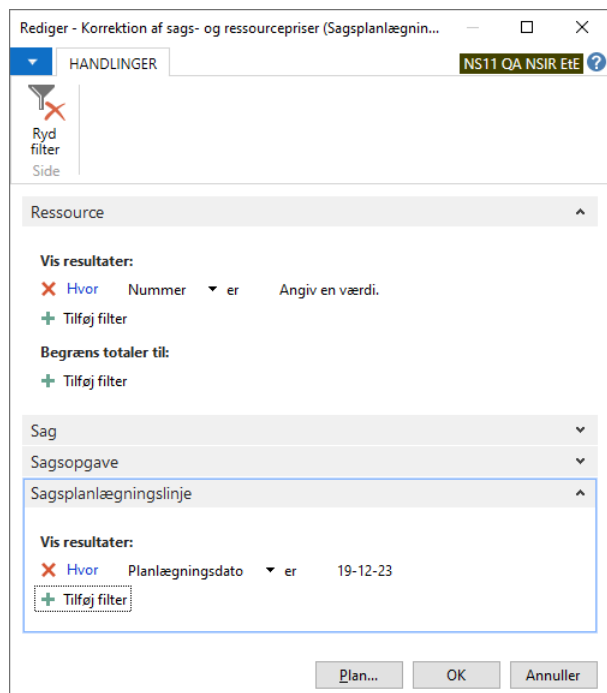 Rediger - Korrektion af sags- og ressourcepriser (Sagsplanlægnin...
HANDLINGER
NS11 QA NSIR EtE
?
Ryd
filter
Side
Ressource
Vis resultater:
Hvor Nummer er Angiv en værdi.
Tilføj filter
Begræns totaler til:
Tilføj filter
Sag
Sagsopgave
Sagsplanlægningslinje
Vis resultater:
Hvor Planlægningsdato er 19-12-23
Tilføj filter
Plan... OK Annuller